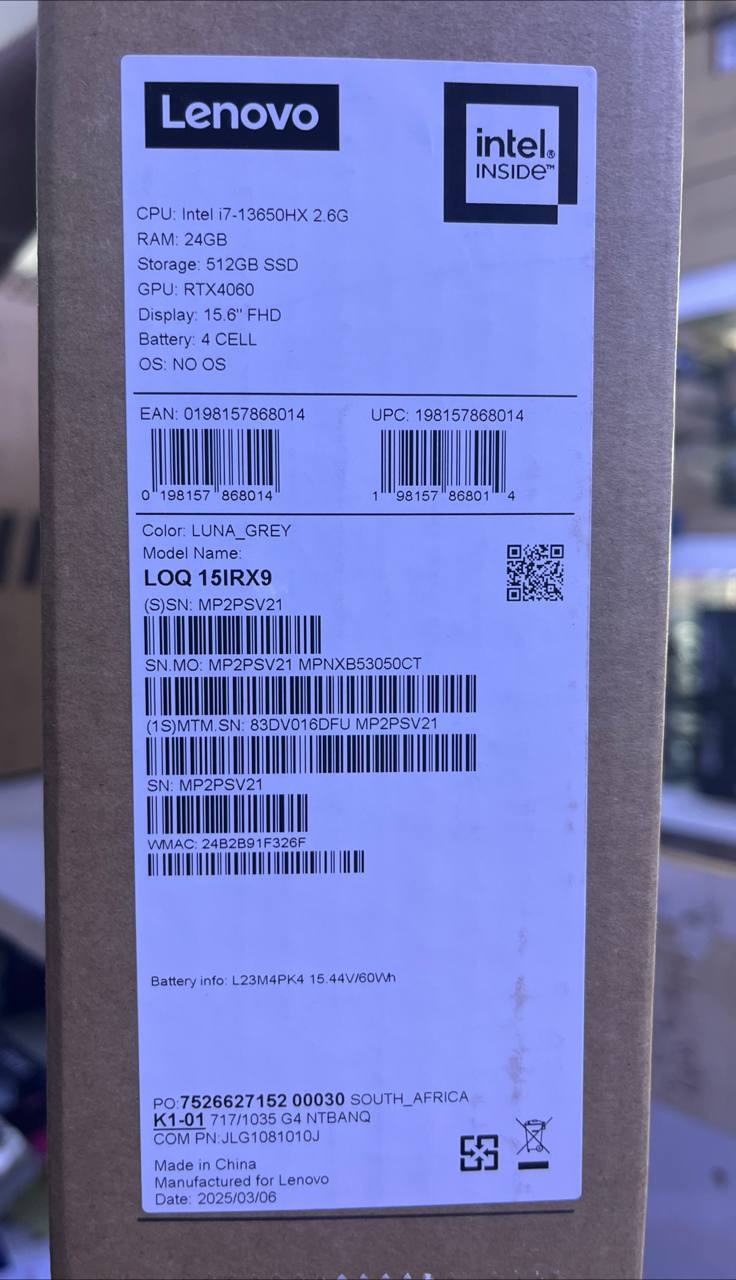 Lenovo
intel® INSIDE™
CPU: Intel i7-13650HX 2.6G
RAM: 24GB
Storage: 512GB SSD
GPU: RTX4060
Display: 15.6" FHD
Battery: 4 CELL
OS: NO OS
EAN: 0198157868014 UPC: 198157868014
0 198157 868014 1 98157 86801 4
Color: LUNA_GREY
Model Name:
LOQ 15IRX9
(S)SN: MP2PSV21
SN.MO: MP2PSV21 MPNXB53050CT
(1S)MTM.SN: 83DV016DFU MP2PSV21
SN: MP2PSV21
WMAC: 24B2B91F326F
Battery info: L23M4PK4 15.44V/60Wh
PO:7526627152 00030 SOUTH_AFRICA
K1-01 717/1035 G4 NTBANQ
COM PN:JLG1081010J
Made in China
Manufactured for Lenovo
Date: 2025/03/06